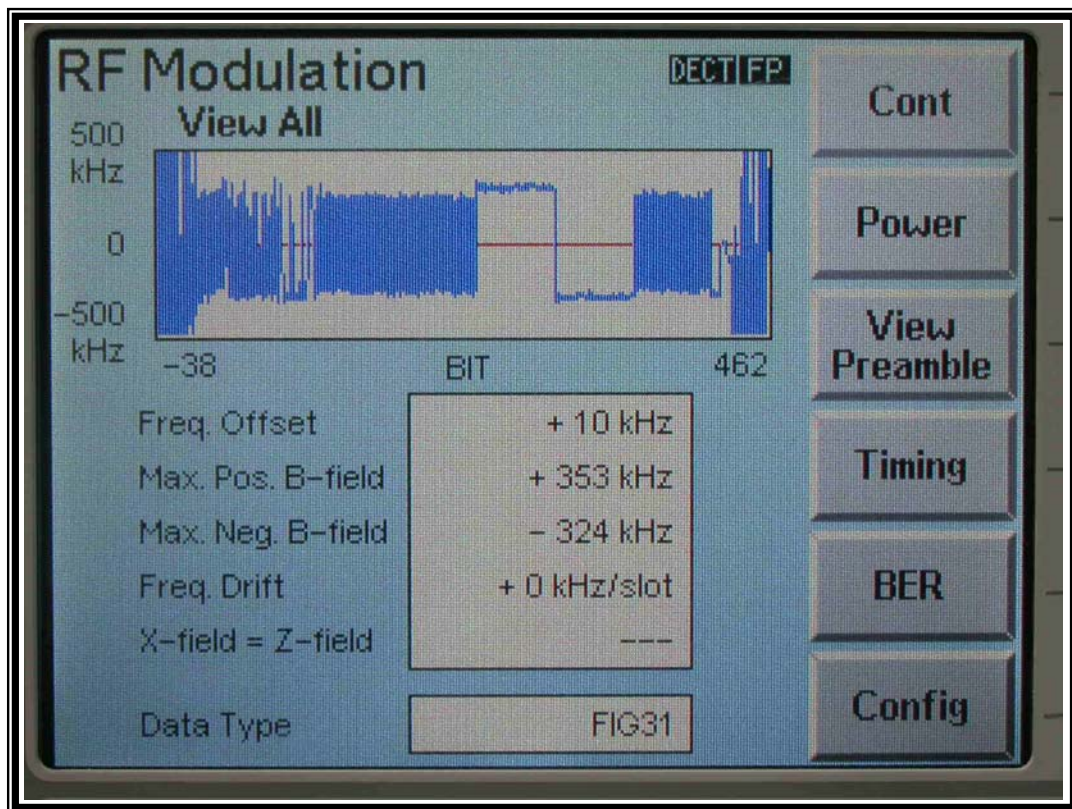 RF Modulation
DECT FP
View All
500
kHz
0
-500
kHz
-38
BIT
462
Freq. Offset
+ 10 kHz
Max. Pos. B-field
+ 353 kHz
Max. Neg. B-field
- 324 kHz
Freq. Drift
+ 0 kHz/slot
X-field = Z-field
---
Data Type
FIG31
Cont
Power
View
Preamble
Timing
BER
Config